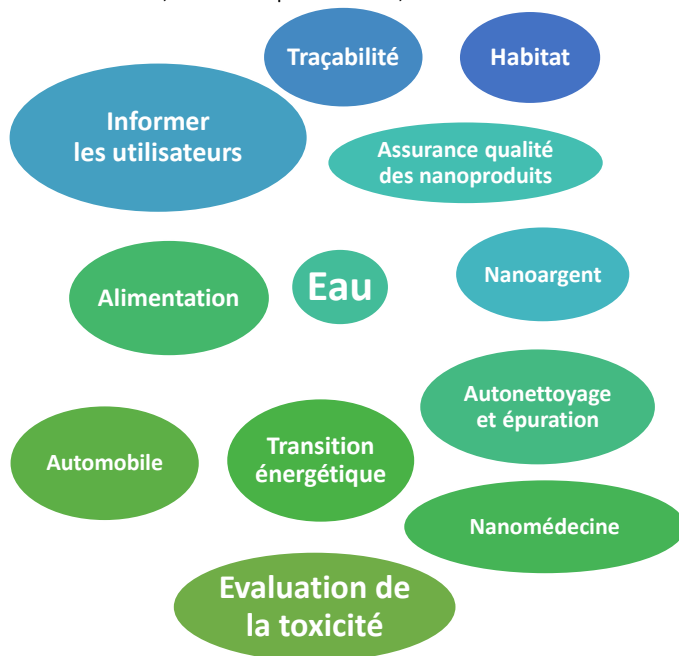 Traçabilité
Habitat
Informer
les utilisateurs
Assurance qualité
des nanoproduits
Alimentation
Eau
Nanoargent
Autonettoyage
et épuration
Automobile
Transition
énergétique
Nanomédecine
Evaluation de
la toxicité